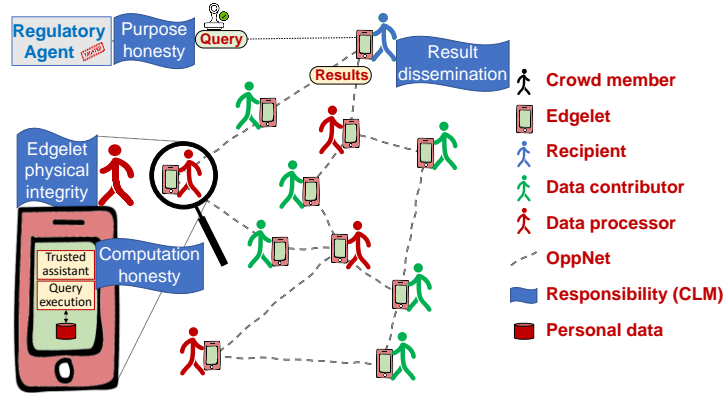 Regulatory
Agent
TRUSTED
Purpose
honesty
Query
Results
Result
dissemination
Edgelet
physical
integrity
Computation
honesty
Trusted
assistant
Query
execution
Crowd member
Edgelet
Recipient
Data contributor
Data processor
OppNet
Responsibility (CLM)
Personal data